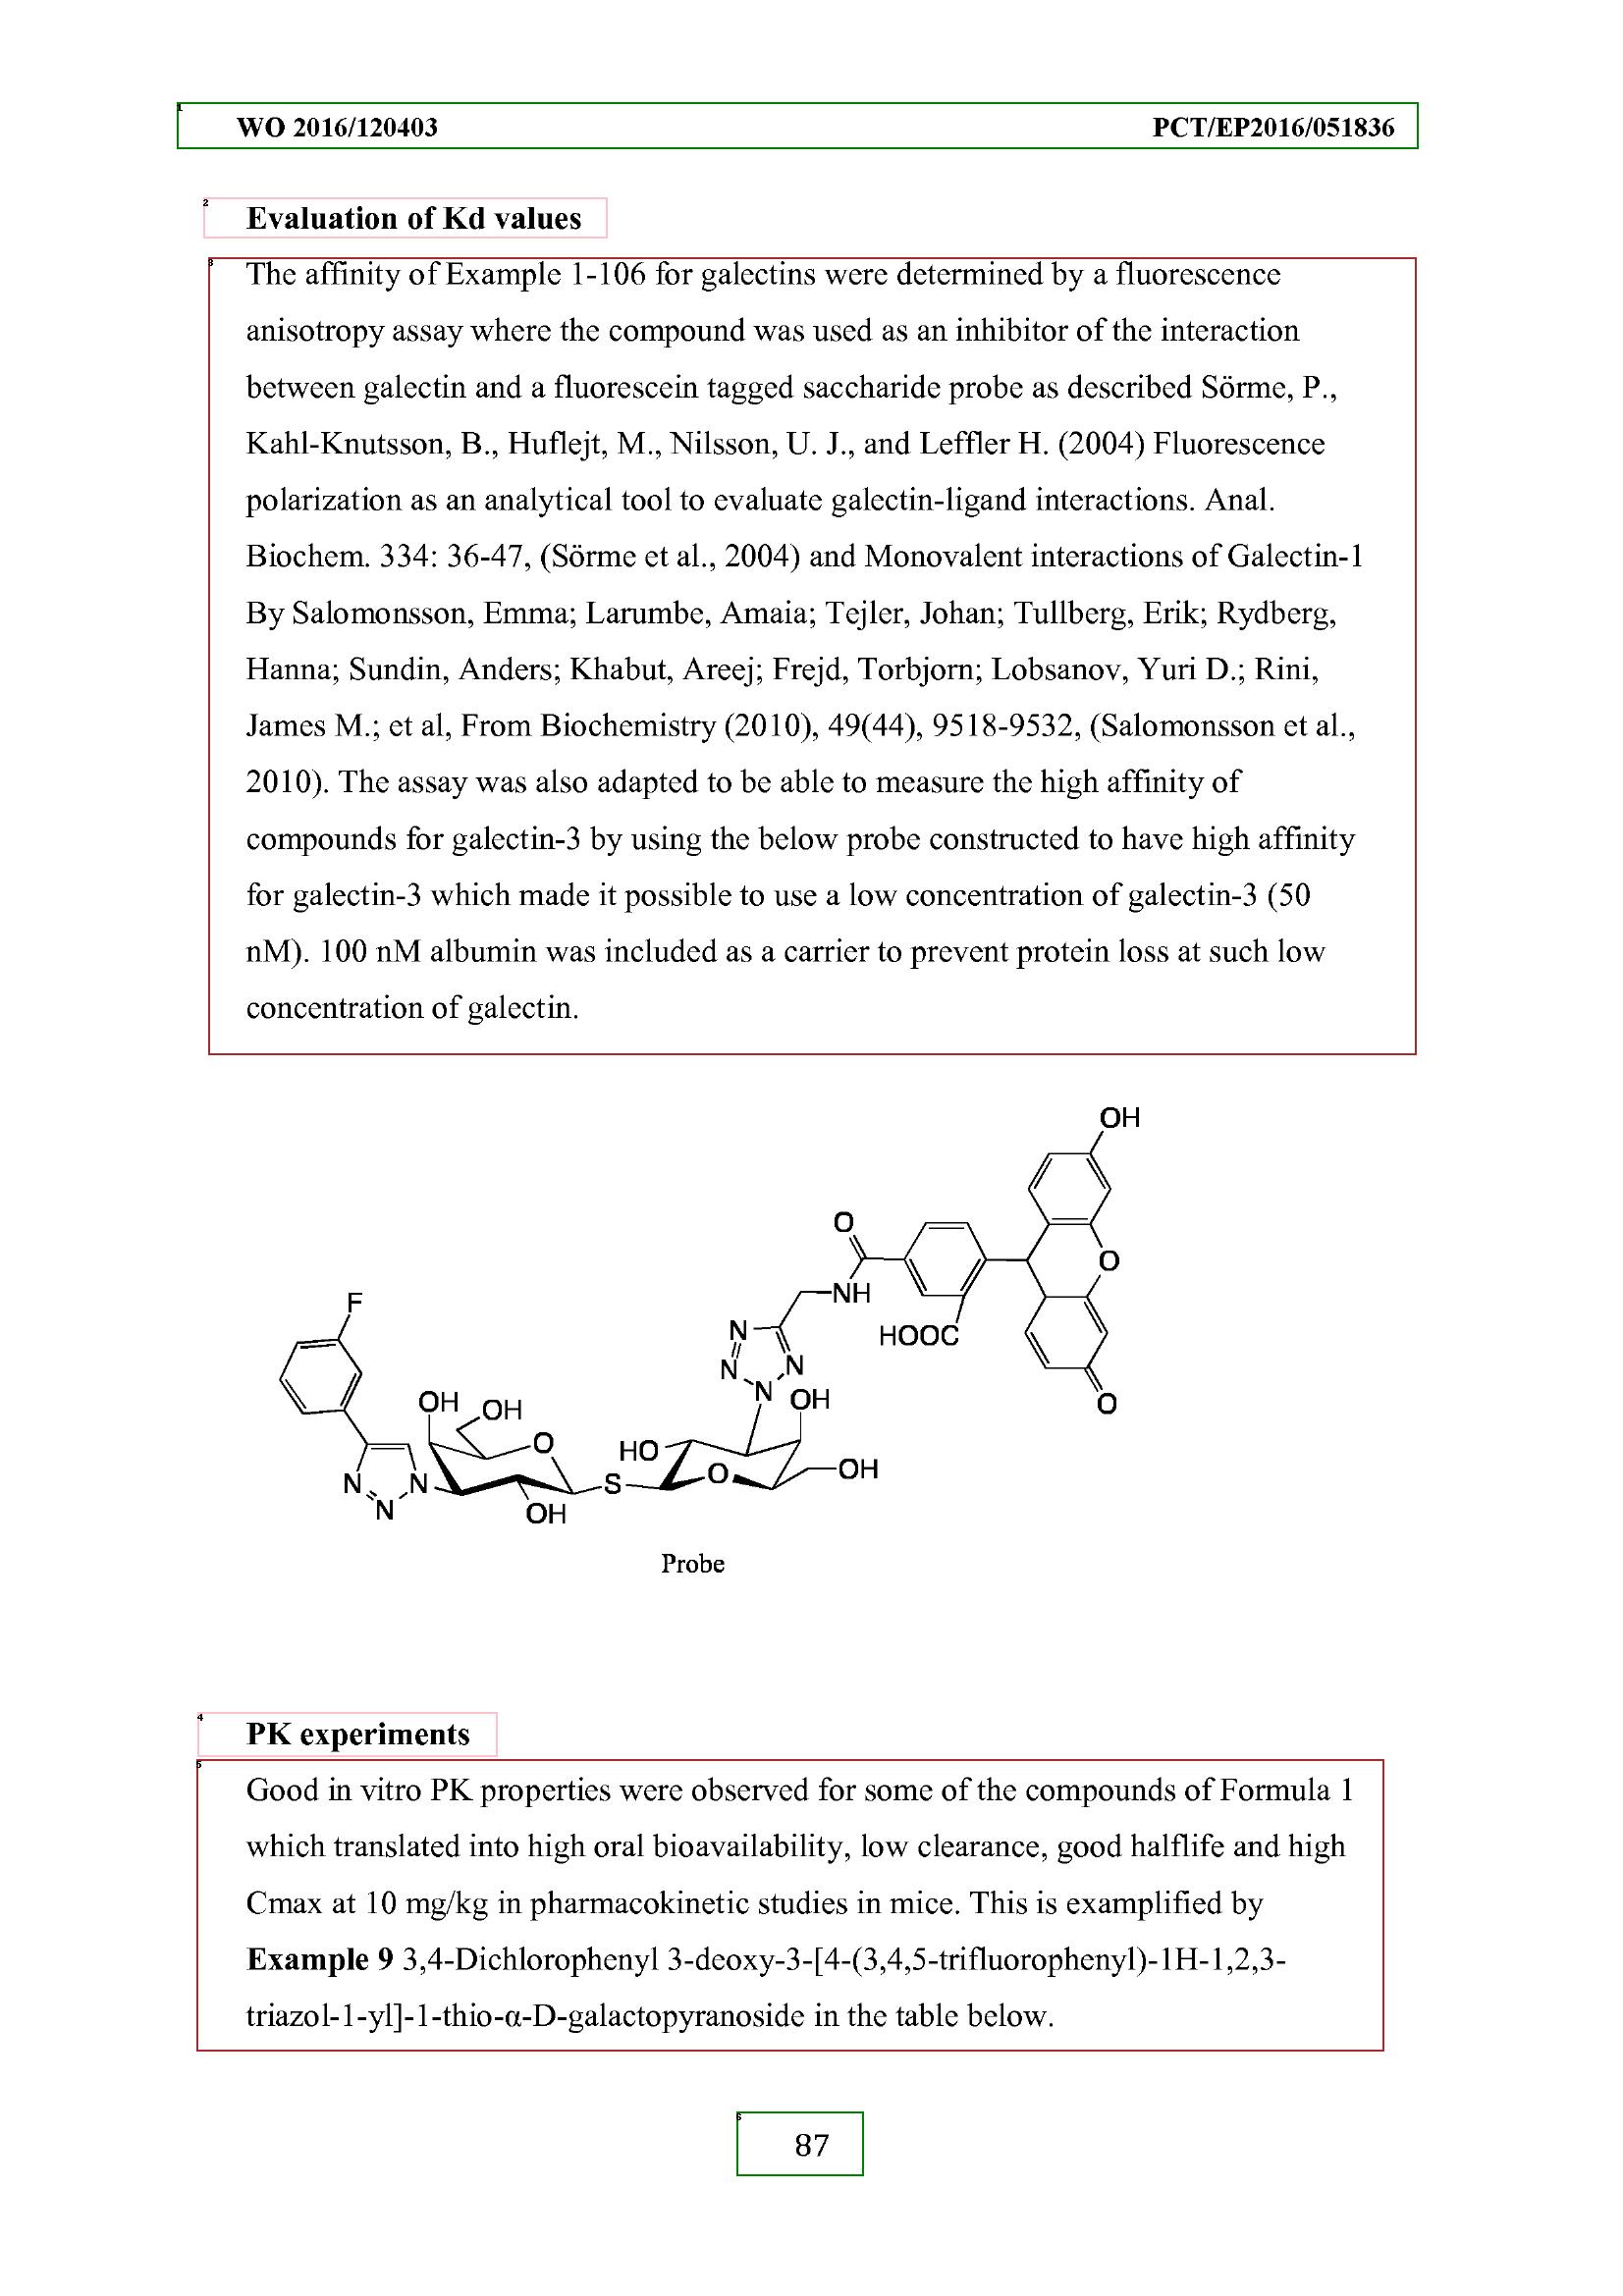 WO 2016/120403 PCT/EP2016/051836
Evaluation of Kd values
The affinity of Example 1-106 for galectins were determined by a fluorescence
anisotropy assay where the compound was used as an inhibitor of the interaction
between galectin and a fluorescein tagged saccharide probe as described Sörme, P.,
Kahl-Knutsson, B., Huflejt, M., Nilsson, U. J., and Leffler H. (2004) Fluorescence
polarization as an analytical tool to evaluate galectin-ligand interactions. Anal.
Biochem. 334: 36-47, (Sörme et al., 2004) and Monovalent interactions of Galectin-1
By Salomonsson, Emma; Larumbe, Amaia; Tejler, Johan; Tullberg, Erik; Rydberg,
Hanna; Sundin, Anders; Khabut, Areej; Frejd, Torbjorn; Lobsanov, Yuri D.; Rini,
James M.; et al, From Biochemistry (2010), 49(44), 9518-9532, (Salomonsson et al.,
2010). The assay was also adapted to be able to measure the high affinity of
compounds for galectin-3 by using the below probe constructed to have high affinity
for galectin-3 which made it possible to use a low concentration of galectin-3 (50
nM). 100 nM albumin was included as a carrier to prevent protein loss at such low
concentration of galectin.
OH
O
O
NH
F
N
HOOC
N N
N
OH
O
OH
OH
O
HO
O
OH
N
N
S
N
OH
Probe
PK experiments
Good in vitro PK properties were observed for some of the compounds of Formula 1
which translated into high oral bioavailability, low clearance, good halflife and high
Cmax at 10 mg/kg in pharmacokinetic studies in mice. This is examplified by
Example 9 3,4-Dichlorophenyl 3-deoxy-3-[4-(3,4,5-trifluorophenyl)-1H-1,2,3-
triazol-1-yl]-1-thio-α-D-galactopyranoside in the table below.
87